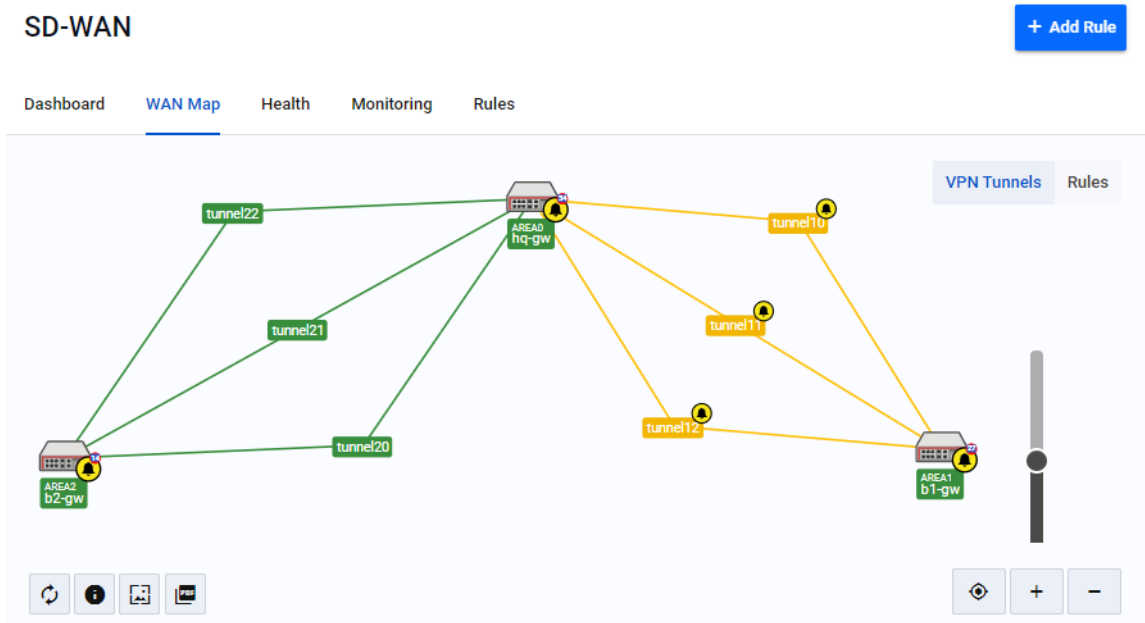 SD-WAN
+ Add Rule
Dashboard WAN Map Health Monitoring Rules
VPN Tunnels Rules
tunnel22
AREA0
hq-gw
tunnel10
tunnel21
tunnel11
tunnel12
tunnel20
AREA2
b2-gw
AREA1
b1-gw
PDF